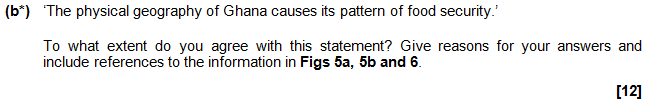 (b*) ‘The physical geography of Ghana causes its pattern of food security.’
To what extent do you agree with this statement? Give reasons for your answers and
include references to the information in Figs 5a, 5b and 6.
[12]